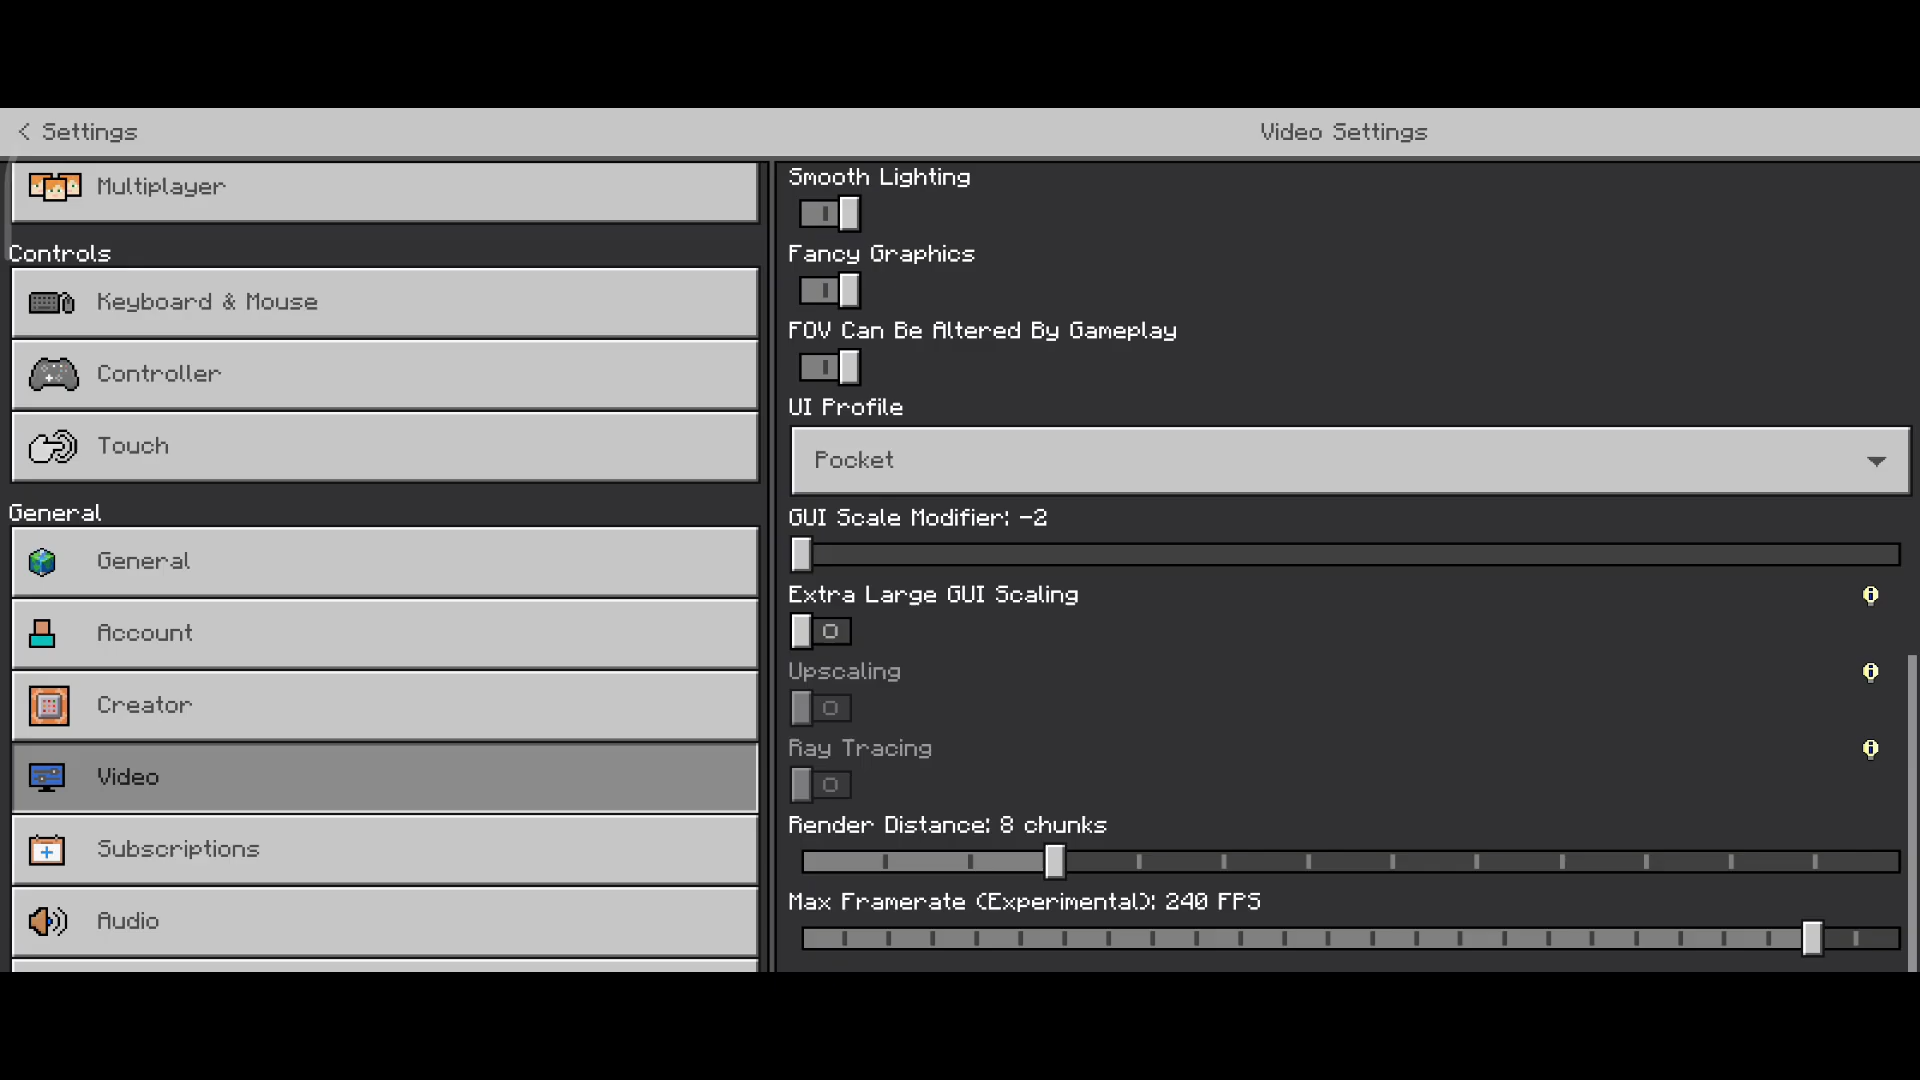 Settings
Video Settings
Multiplayer
Controls
Keyboard & Mouse
Controller
Touch
General
General
Account
Creator
Video
Subscriptions
Audio
Smooth Lighting
Fancy Graphics
FOV Can Be Altered By Gameplay
UI Profile
Pocket
GUI Scale Modifier: -2
Extra Large GUI Scaling
Upscaling
Ray Tracing
Render Distance: 8 chunks
Max Framerate (Experimental): 240 FPS